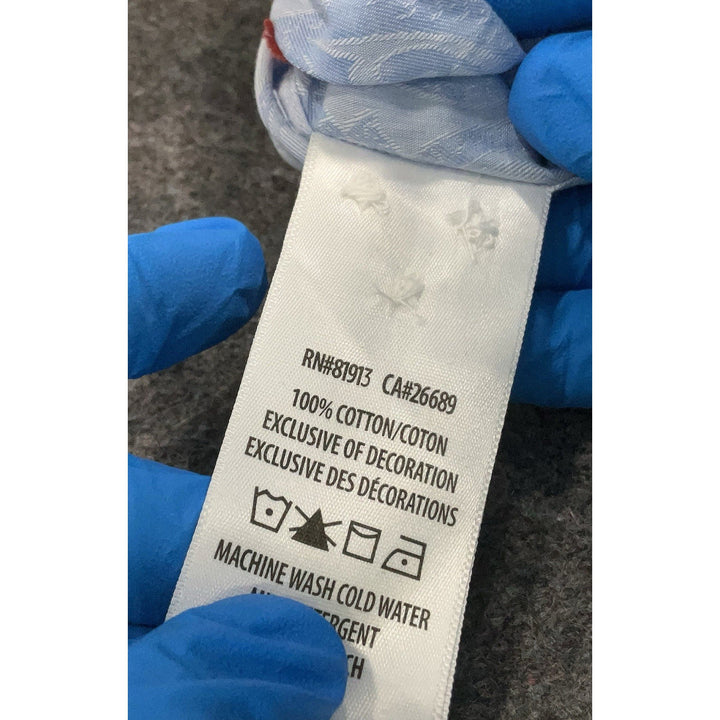 RN#81913 CA#26689
100% COTTON/COTON
EXCLUSIVE OF DECORATION
EXCLUSIVE DES DÉCORATIONS
MACHINE WASH COLD WATER